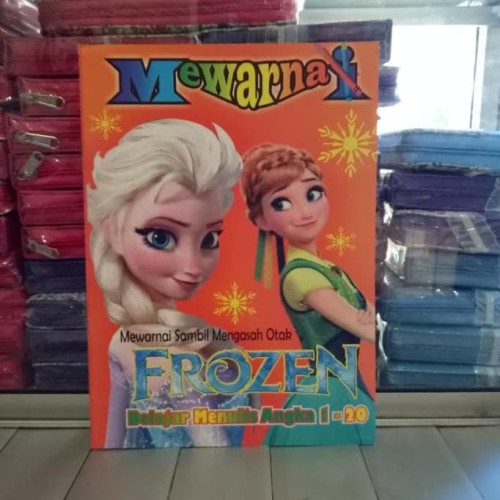 Mewarnai
Mewarnai Sambil Mengasah Otak
FROZEN
Belajar Menulis Angka 1 - 20